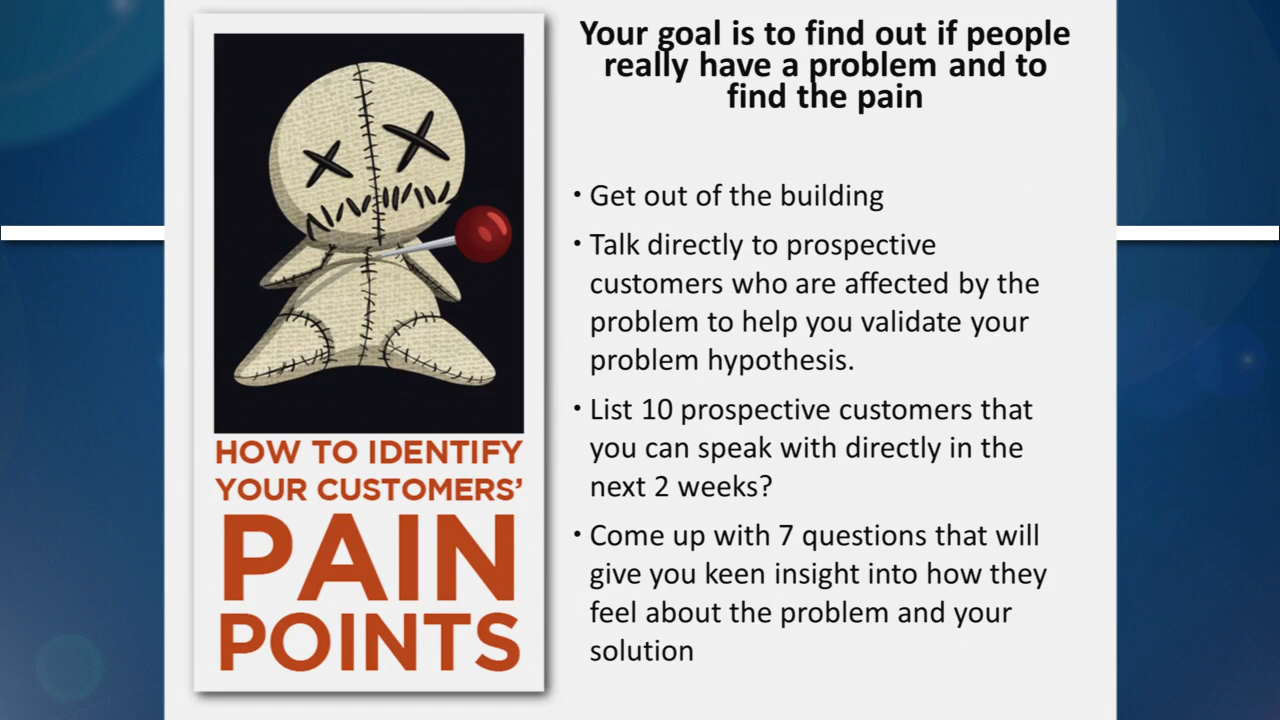 HOW TO IDENTIFY
YOUR CUSTOMERS’
PAIN
POINTS
Your goal is to find out if people
really have a problem and to
find the pain
• Get out of the building
• Talk directly to prospective
customers who are affected by the
problem to help you validate your
problem hypothesis.
• List 10 prospective customers that
you can speak with directly in the
next 2 weeks?
• Come up with 7 questions that will
give you keen insight into how they
feel about the problem and your
solution